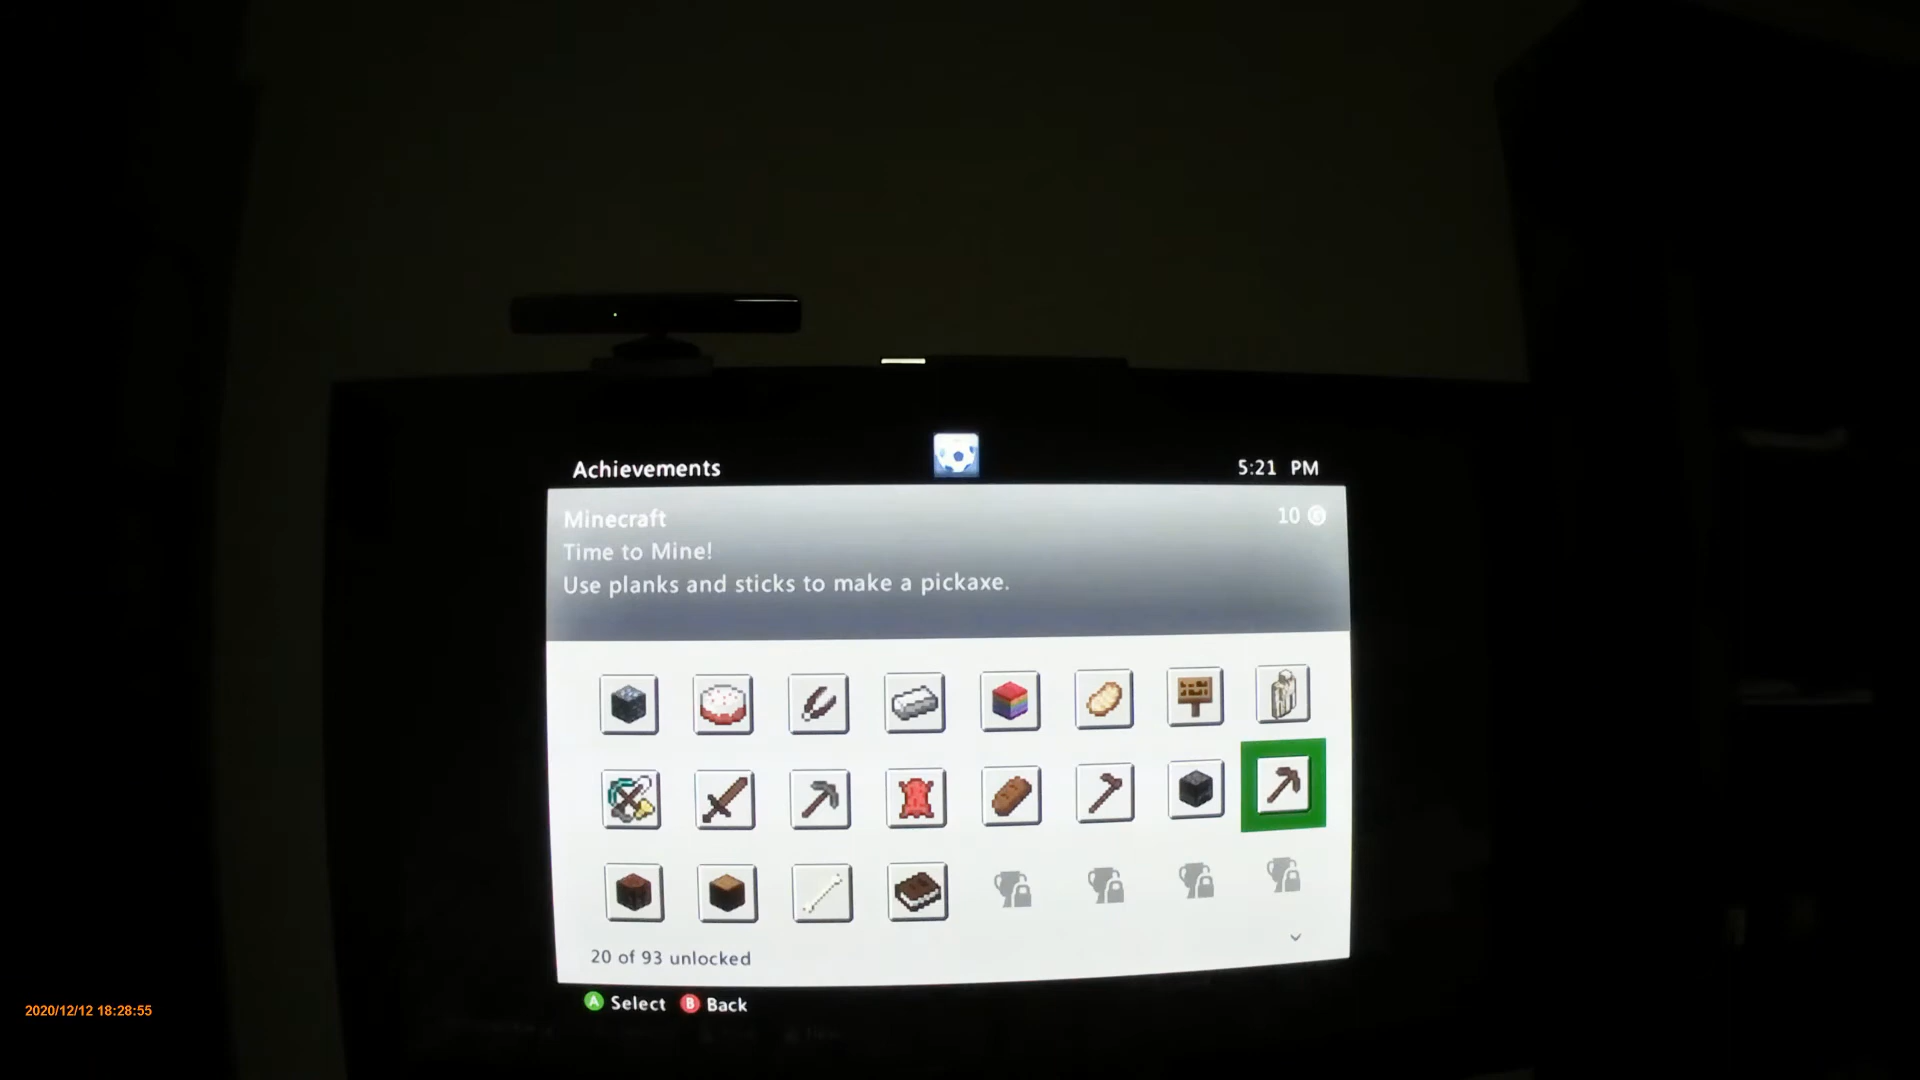 Achievements
5:21 PM
Minecraft
10 G
Time to Mine!
Use planks and sticks to make a pickaxe.
20 of 93 unlocked
A Select B Back
2020/12/12 18:28:55